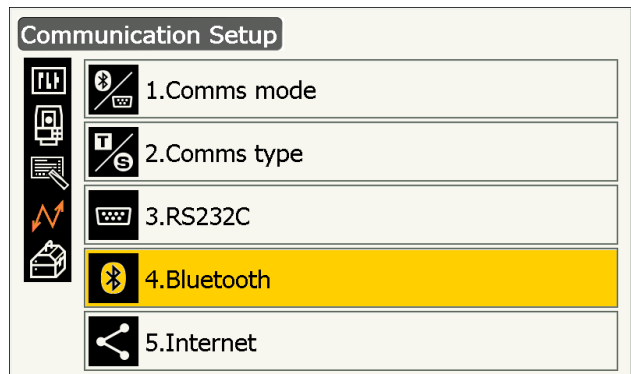 Communication Setup
1.Comms mode
T
S
2.Comms type
3.RS232C
4.Bluetooth
5.Internet